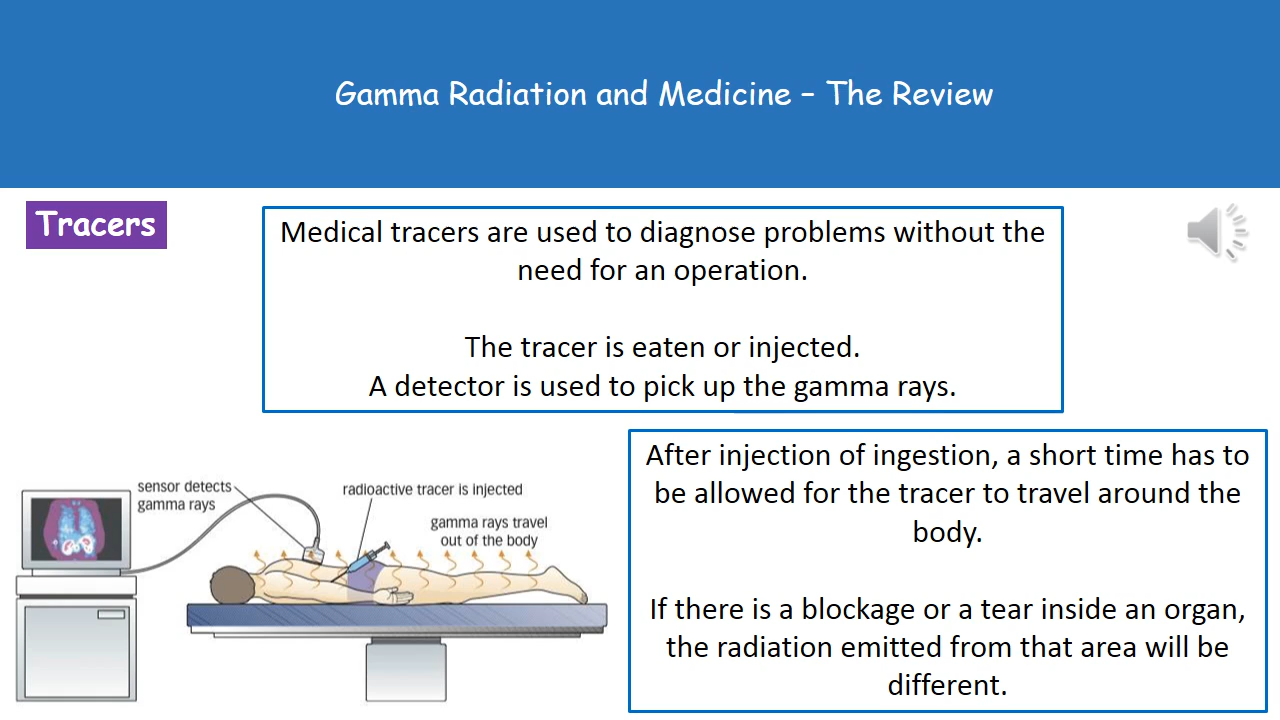 Gamma Radiation and Medicine – The Review
Tracers
Medical tracers are used to diagnose problems without the
need for an operation.
The tracer is eaten or injected.
A detector is used to pick up the gamma rays.
After injection of ingestion, a short time has to
be allowed for the tracer to travel around the
body.
If there is a blockage or a tear inside an organ,
the radiation emitted from that area will be
different.
sensor detects
gamma rays
radioactive tracer is injected
gamma rays travel
out of the body